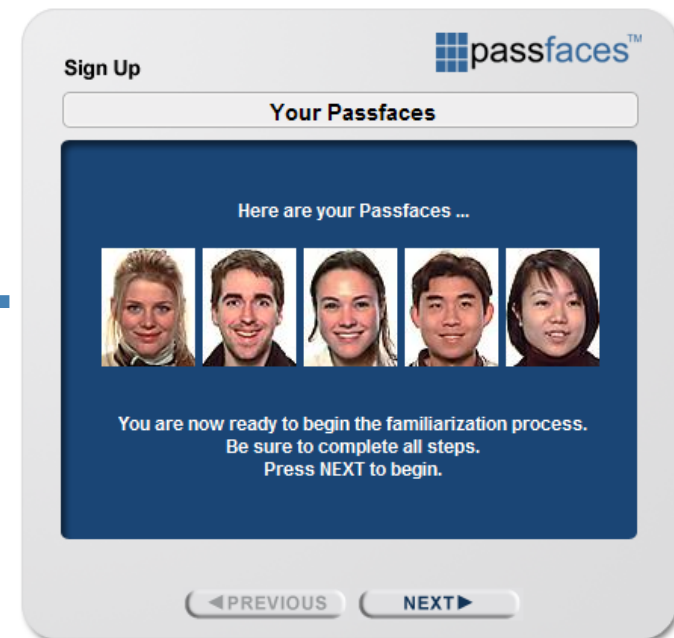 passfaces™
Sign Up
Your Passfaces
Here are your Passfaces ...
You are now ready to begin the familiarization process.
Be sure to complete all steps.
Press NEXT to begin.
◄PREVIOUS
NEXT►